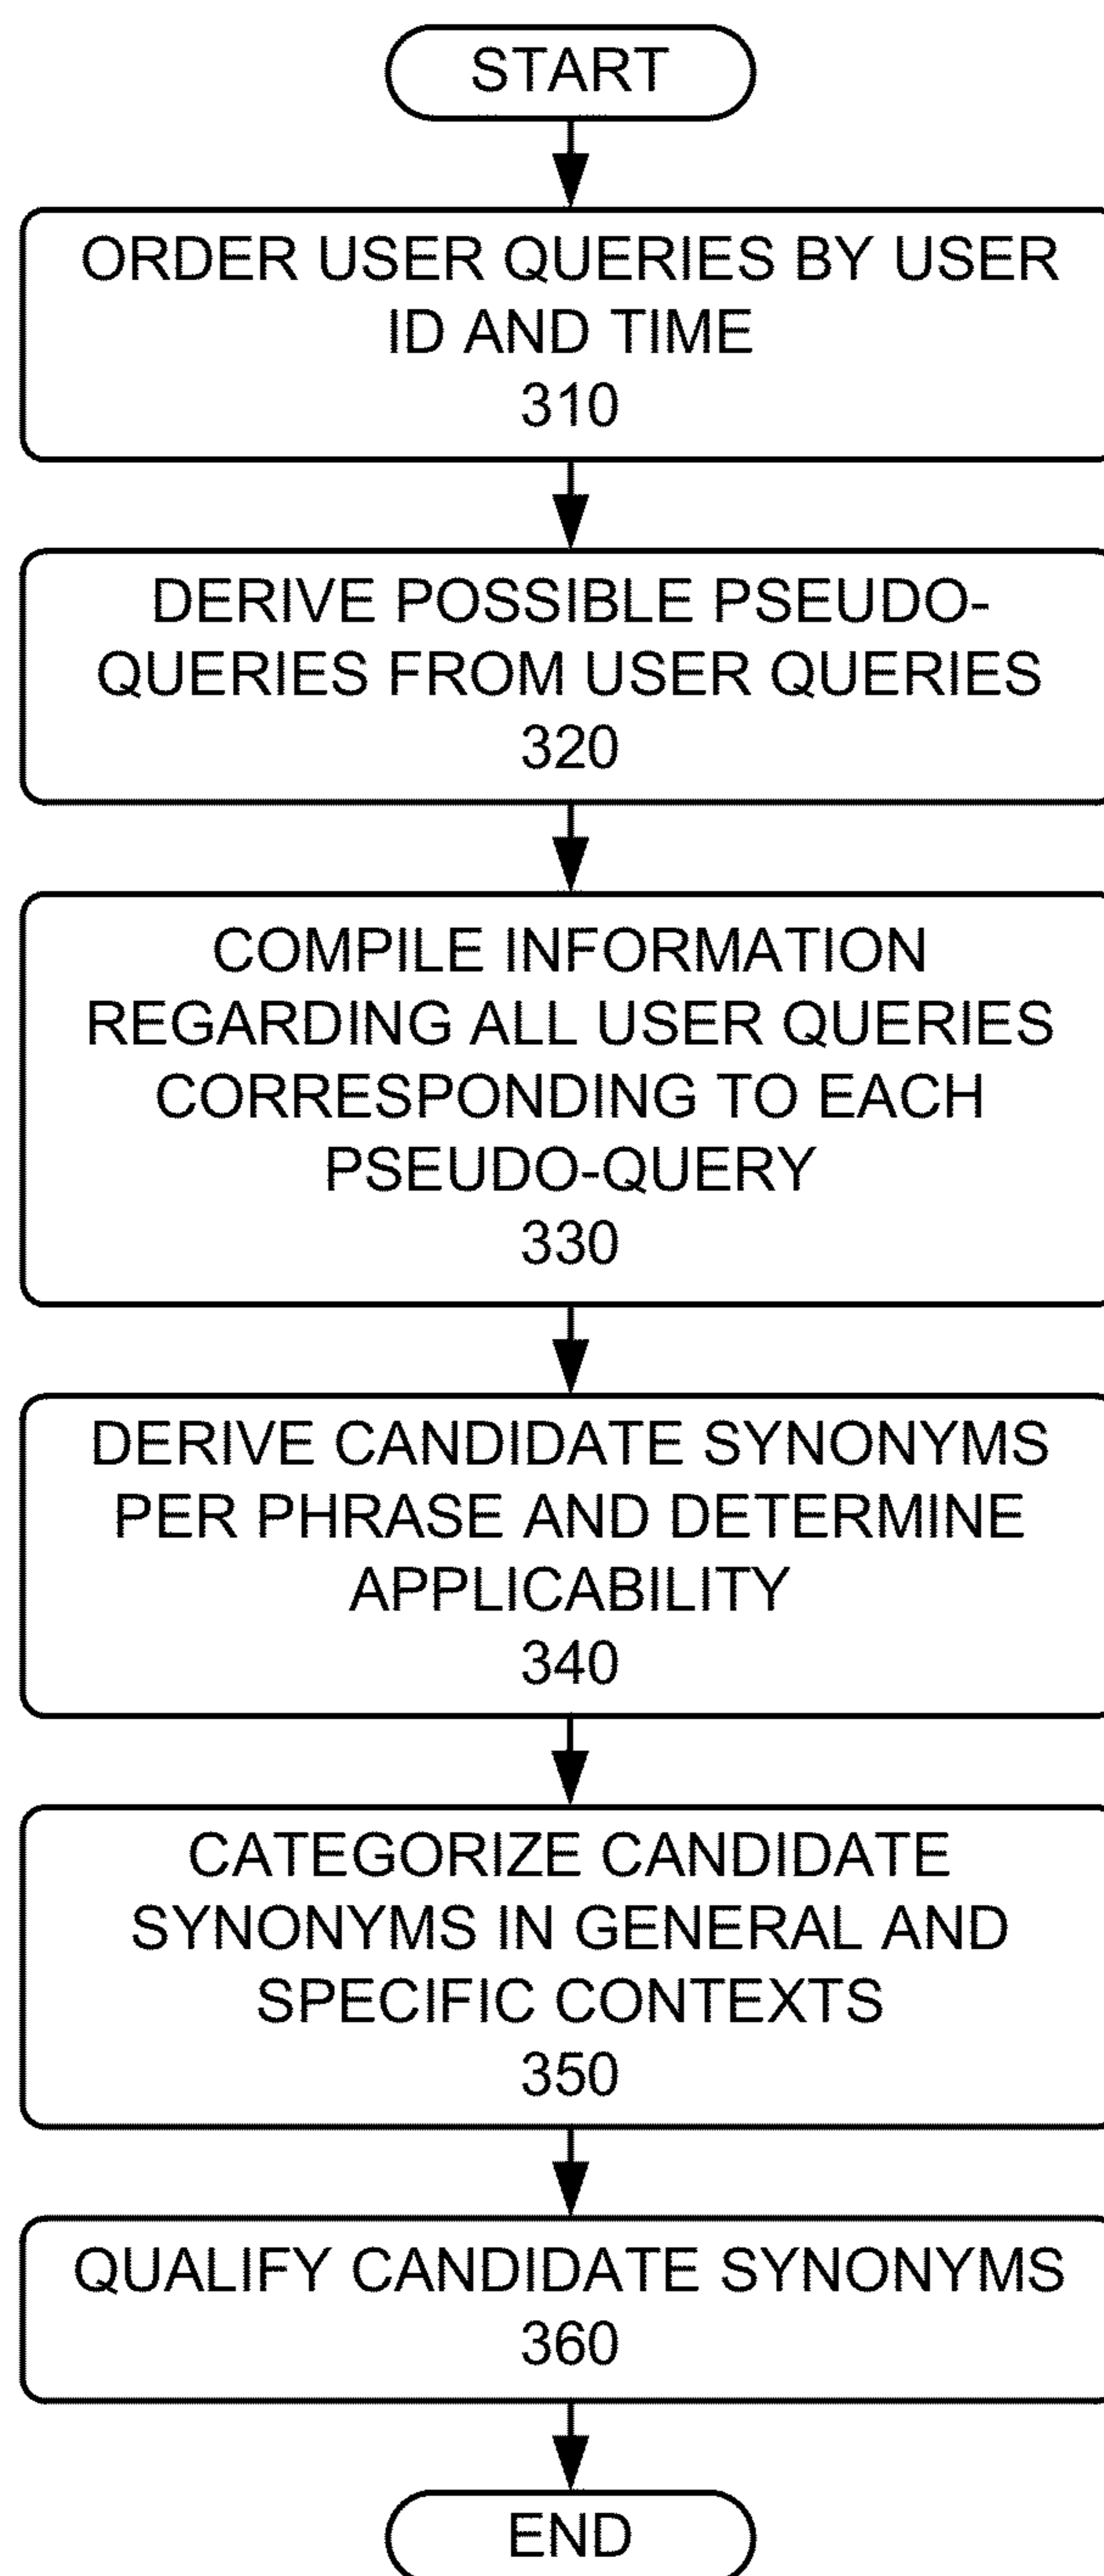 START
ORDER USER QUERIES BY USER
ID AND TIME
310
DERIVE POSSIBLE PSEUDO-
QUERIES FROM USER QUERIES
320
COMPILE INFORMATION
REGARDING ALL USER QUERIES
CORRESPONDING TO EACH
PSEUDO-QUERY
330
DERIVE CANDIDATE SYNONYMS
PER PHRASE AND DETERMINE
APPLICABILITY
340
CATEGORIZE CANDIDATE
SYNONYMS IN GENERAL AND
SPECIFIC CONTEXTS
350
QUALIFY CANDIDATE SYNONYMS
360
END